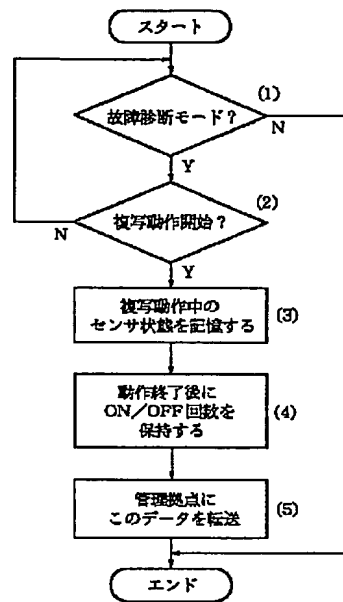 スタート
(1)
故障診断モード？
N
Y
(2)
複写動作開始？
N
Y
複写動作中の
センサ状態を記憶する
(3)
動作終了後に
ON／OFF回数を
保持する
(4)
管理拠点に
このデータを転送
(5)
エンド